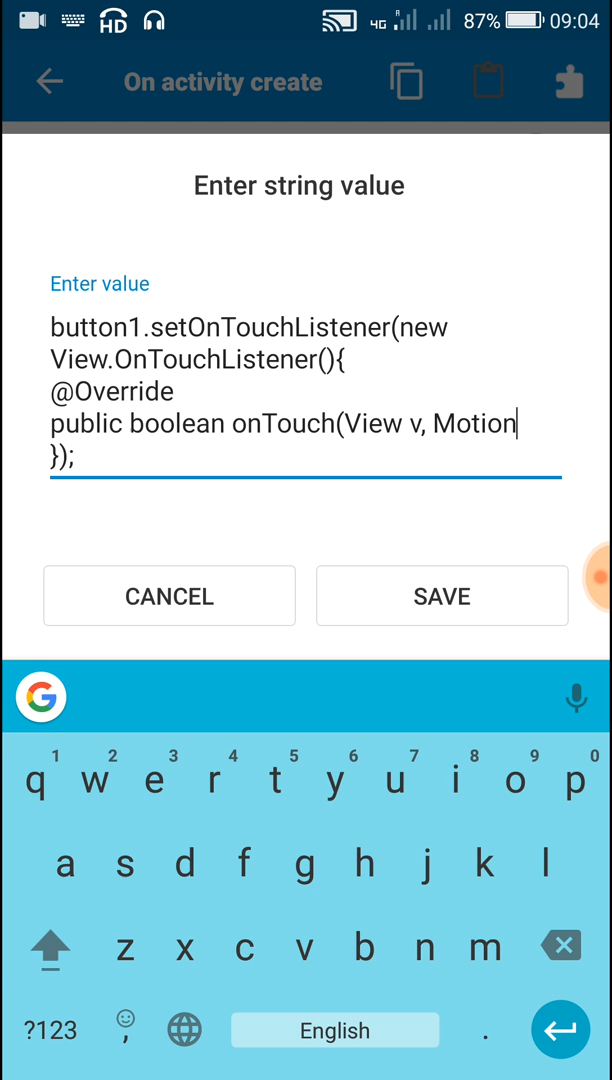 HD 4G R 87% 09:04
On activity create
Enter string value
Enter value
button1.setOnTouchListener(new
View.OnTouchListener(){
@Override
public boolean onTouch(View v, Motion
});
CANCEL SAVE
G
1 2 3 4 5 6 7 8 9 0
q w e r t y u i o p
a s d f g h j k l
z x c v b n m
?123 , English .